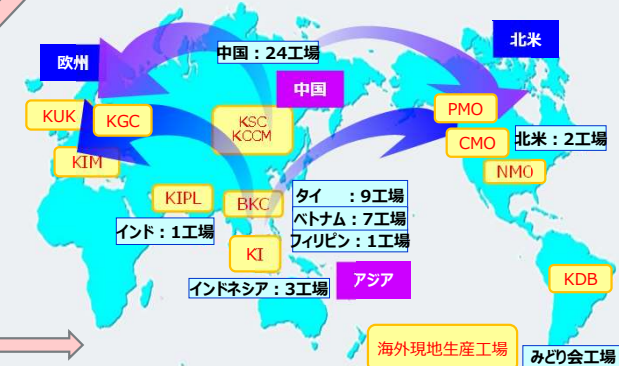 北米
中国：24工場
欧州
中国
KUK
KGC
KSC
KCCM
PMO
CMO
北米：2工場
KIM
NMO
KIPL
BKC
タイ　：9工場
ベトナム：7工場
フィリピン：1工場
インド：1工場
KI
アジア
インドネシア：3工場
KDB
海外現地生産工場
みどり会工場